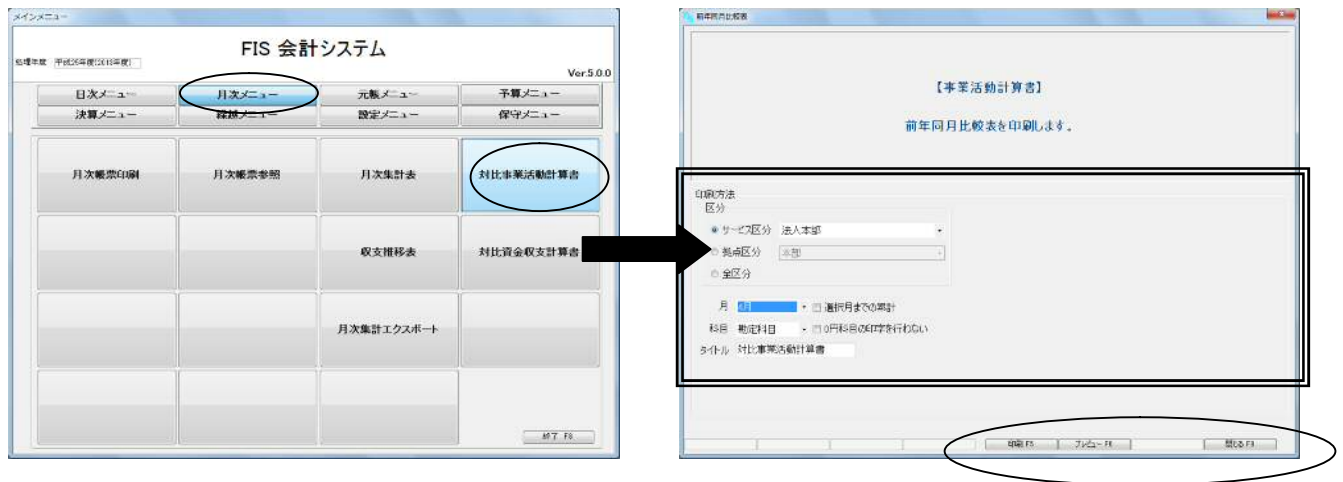 メインメニュー
FIS 会計システム
処理年度 平成25年度(2013年度)
Ver.5.0.0
日次メニュー 月次メニュー 元帳メニュー 予算メニュー
決算メニュー 繰越メニュー 設定メニュー 保守メニュー
月次帳票印刷 月次帳票参照 月次集計表 対比事業活動計算書
収支推移表 対比資金収支計算書
月次集計エクスポート
終了 F8
前年同月比較表
【事業活動計算書】
前年同月比較表を印刷します。
印刷方法
区分
サービス区分 法人本部
拠点区分 本部
全区分
月 4月 選択月までの累計
科目 勘定科目 0円科目の印字を行わない
タイトル 対比事業活動計算書
印刷 F5 プレビュー F6 閉じる F8